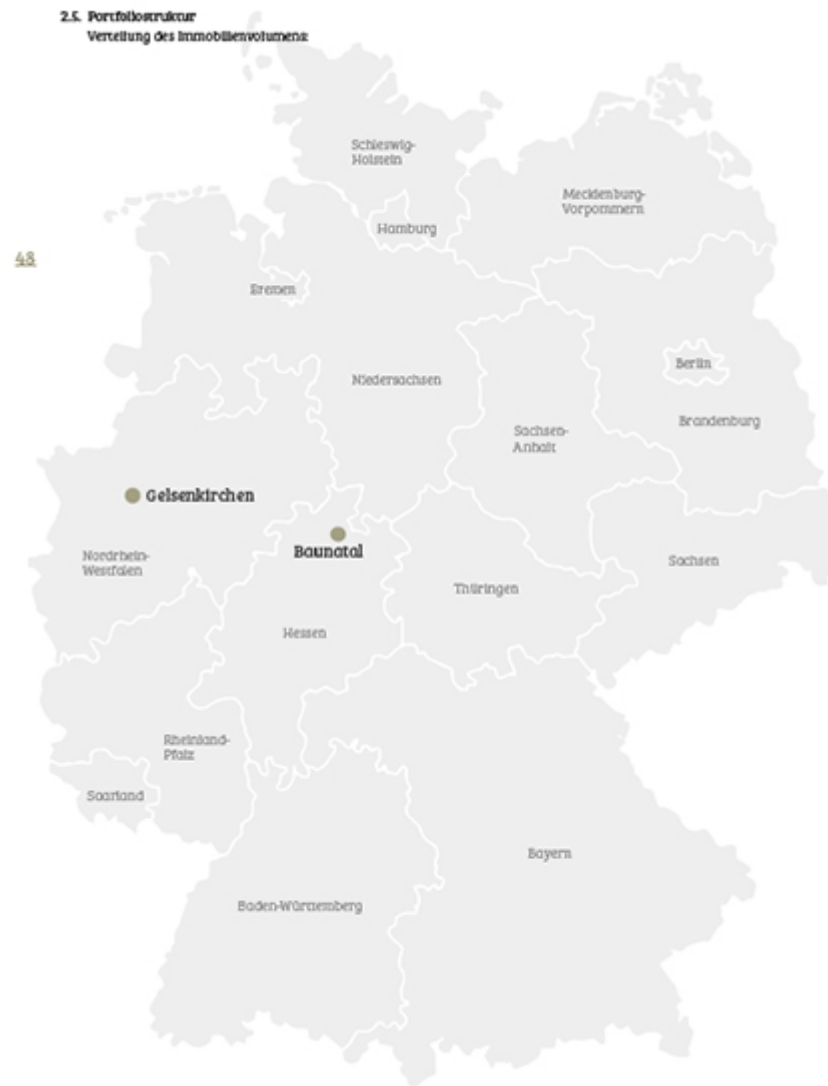 2.5. Portfoliostruktur
Verteilung des Immobilienvolumens
Schleswig-
Holstein
Mecklenburg-
Vorpommern
Hamburg
48
Bremen
Berlin
Niedersachsen
Brandenburg
Sachsen-
Anhalt
Gelsenkirchen
Baunatal
Nordrhein-
Westfalen
Sachsen
Thüringen
Hessen
Rheinland-
Pfalz
Saarland
Bayern
Baden-Württemberg